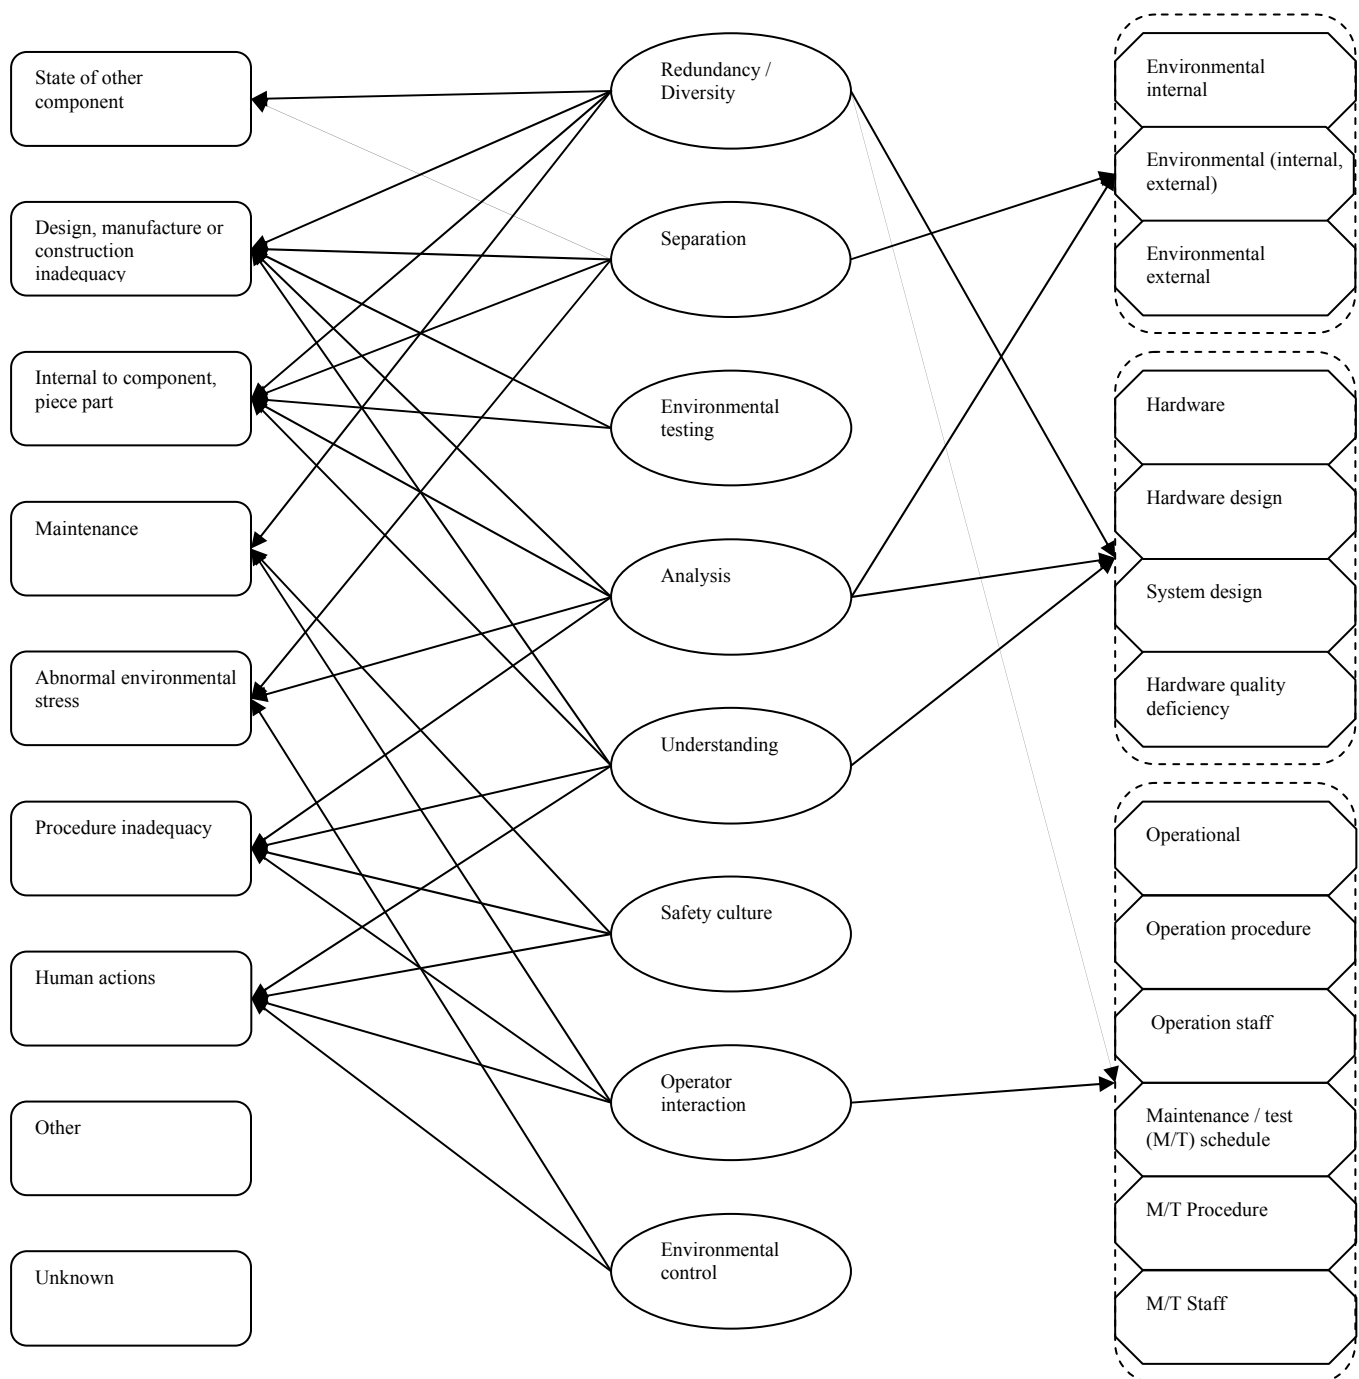 State of other
component
Design, manufacture or
construction
inadequacy
Internal to component,
piece part
Maintenance
Abnormal environmental
stress
Procedure inadequacy
Human actions
Other
Unknown
Redundancy /
Diversity
Separation
Environmental
testing
Analysis
Understanding
Safety culture
Operator
interaction
Environmental
control
Environmental
internal
Environmental (internal,
external)
Environmental
external
Hardware
Hardware design
System design
Hardware quality
deficiency
Operational
Operation procedure
Operation staff
Maintenance / test
(M/T) schedule
M/T Procedure
M/T Staff